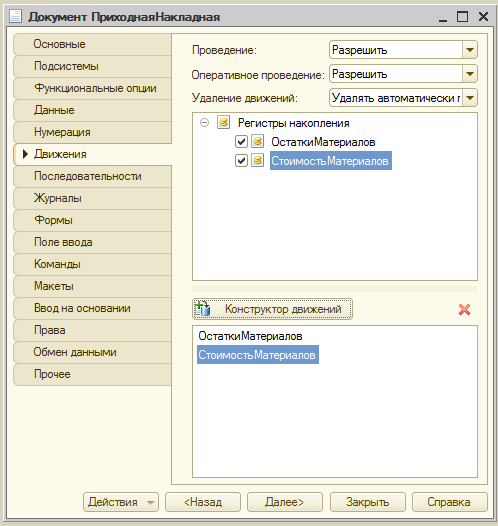 Документ ПриходнаяНакладная
Основные
Подсистемы
Функциональные опции
Данные
Нумерация
Движения
Последовательности
Журналы
Формы
Поле ввода
Команды
Макеты
Ввод на основании
Права
Обмен данными
Прочее
Проведение: Разрешить
Оперативное проведение: Разрешить
Удаление движений: Удалять автоматически г
Регистры накопления
ОстаткиМатериалов
СтоимостьМатериалов
Конструктор движений
ОстаткиМатериалов
СтоимостьМатериалов
Действия <Назад Далее> Закрыть Справка